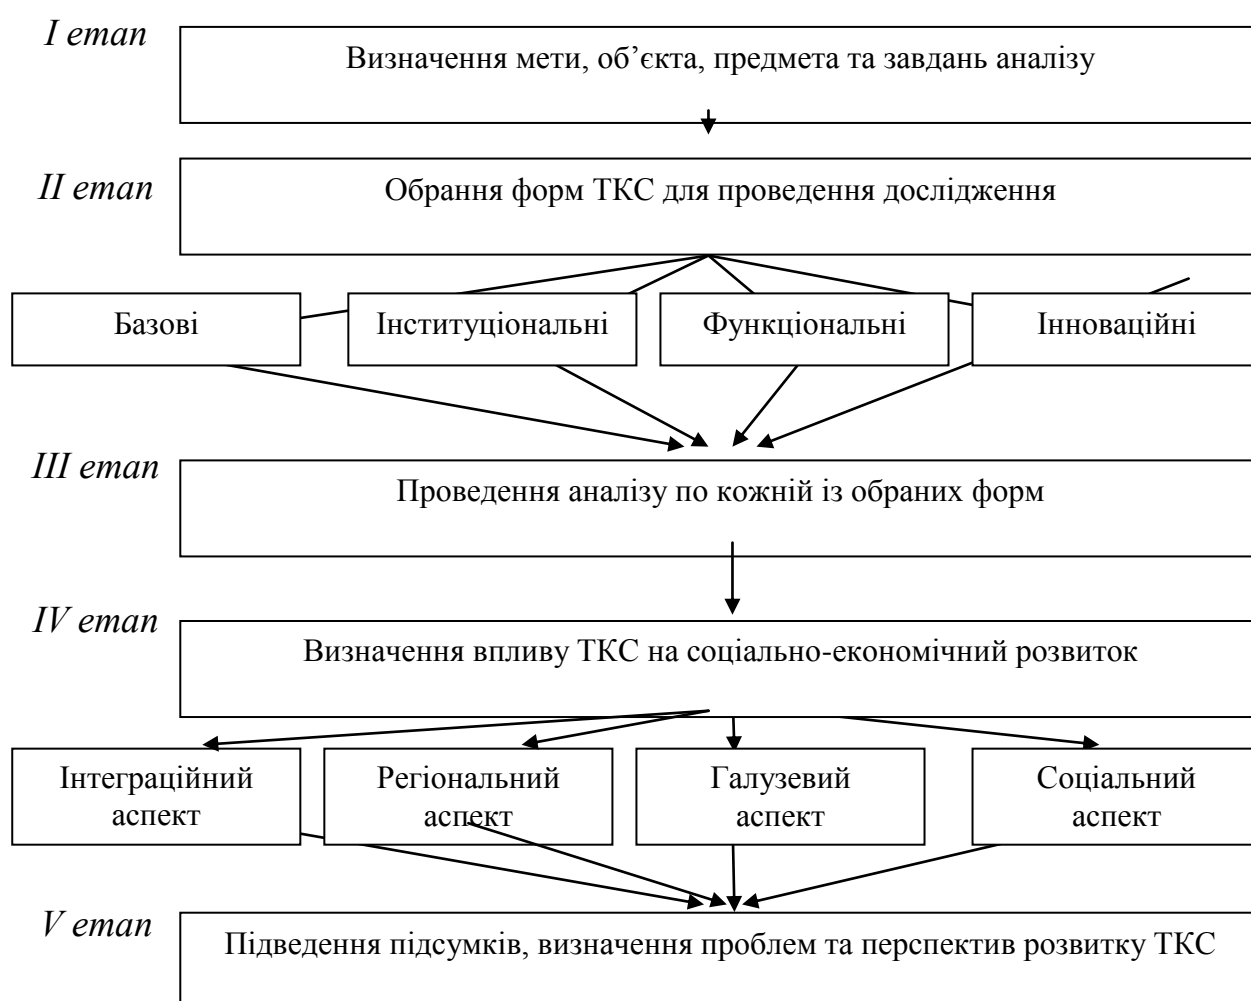 I етап
Визначення мети, об’єкта, предмета та завдань аналізу
II етап
Обрання форм ТКС для проведення дослідження
Базові
Інституціональні
Функціональні
Інноваційні
III етап
Проведення аналізу по кожній із обраних форм
IV етап
Визначення впливу ТКС на соціально-економічний розвиток
Інтеграційний
аспект
Регіональний
аспект
Галузевий
аспект
Соціальний
аспект
V етап
Підведення підсумків, визначення проблем та перспектив розвитку ТКС